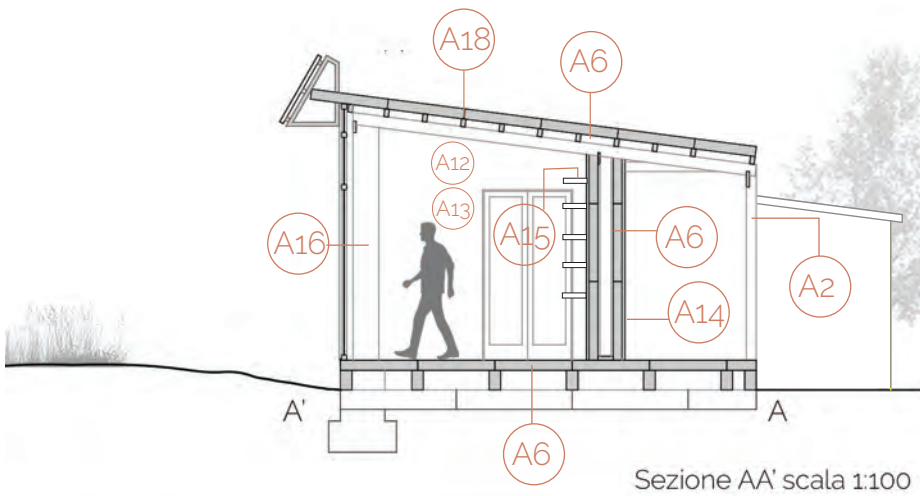 A18
A6
A12
A13
A15
A16
A6
A2
A14
A'
A
A6
Sezione AA' scala 1:100